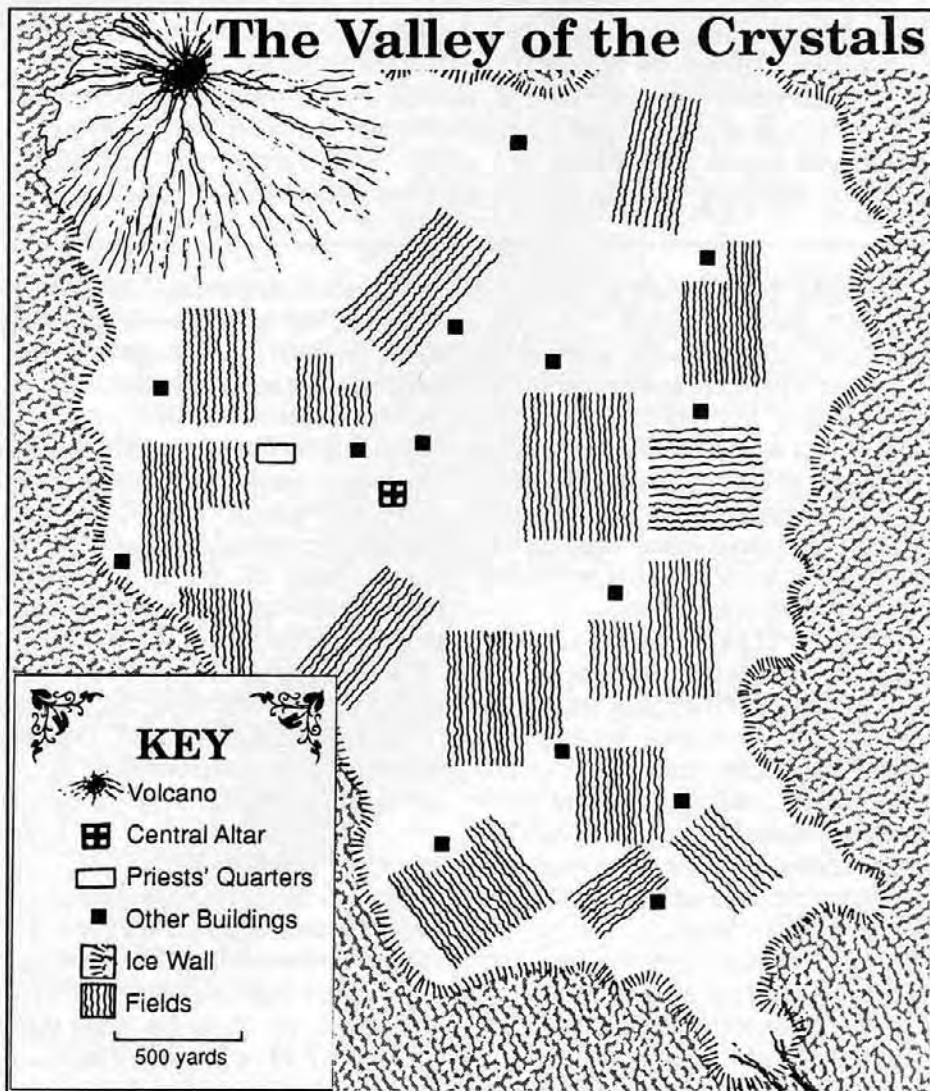 The Valley of the Crystals
KEY
Volcano
Central Altar
Priests' Quarters
Other Buildings
Ice Wall
Fields
500 yards